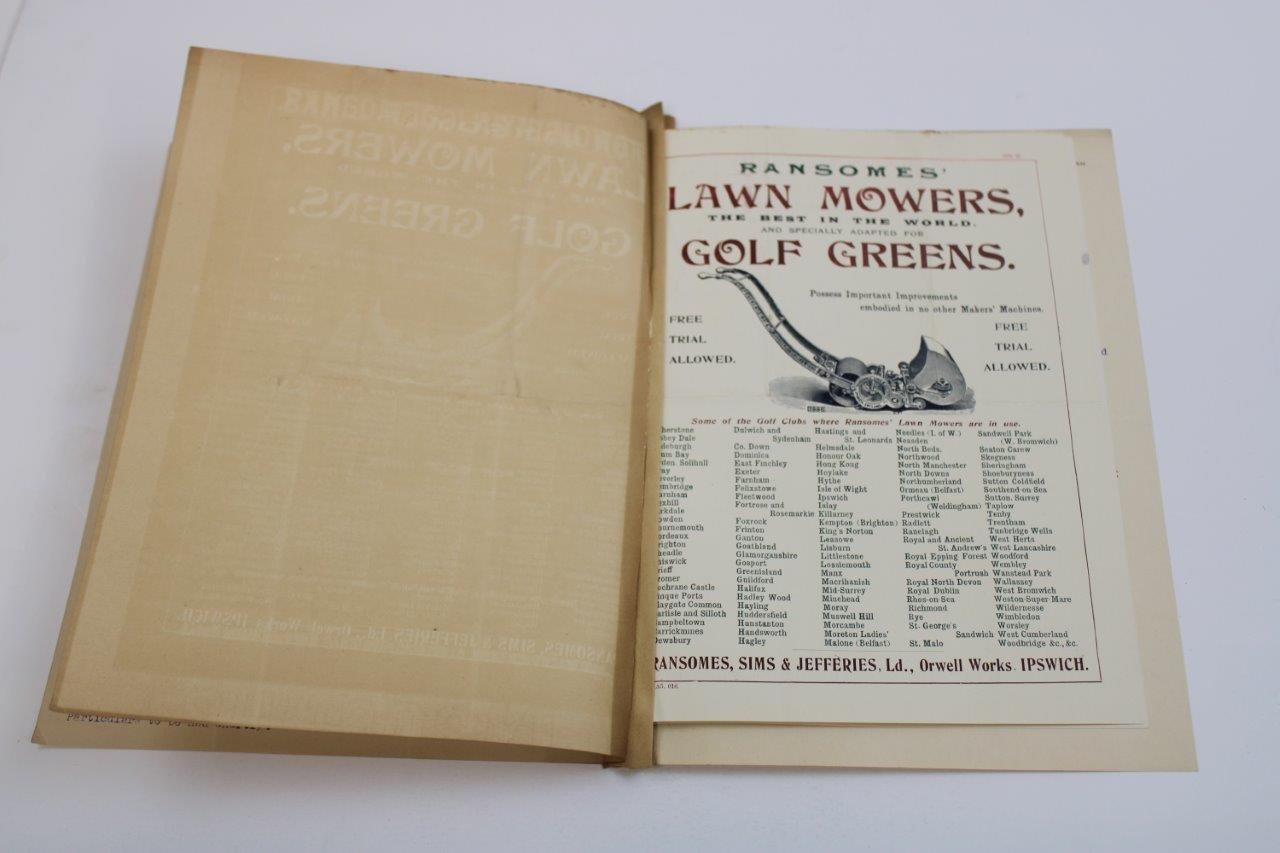 RANSOMES'
LAWN MOWERS,
THE BEST IN THE WORLD.
AND SPECIALLY ADAPTED FOR
GOLF GREENS.
Possess Important Improvements
embodied in no other Makers' Machines.
FREE
TRIAL
ALLOWED.
FREE
TRIAL
ALLOWED.
Some of the Golf Clubs where Ransomes' Lawn Mowers are in use.
Dulwich and
Sydenham
Co. Down
Dominica
East Finchley
Exeter
Farnham
Felixstowe
Fleetwood
Fortrose and
Rosemarkie
Foxrock
Frinton
Ganton
Goathland
Glamorganshire
Gosport
Greenisland
Guildford
Halifax
Hadley Wood
Hayling
Huddersfield
Hunstanton
Handsworth
Hagley
Hastings and
St. Leonards
Helmsdale
Honour Oak
Hong Kong
Hoylake
Hythe
Isle of Wight
Ipswich
Islay
Killarney
Kempton (Brighton)
King's Norton
Leasowe
Lisburn
Littlestone
Lossiemouth
Manx
Macrihanish
Mid-Surrey
Minehead
Moray
Muswell Hill
Morcambe
Moreton Ladies'
Malone (Belfast)
Needles (I. of W.)
Neasden
North Beds.
Northwood
North Manchester
North Downs
Northumberland
Ormeau (Belfast)
Porthcawl
(Weldingham)
Prestwick
Radlett
Ranelagh
Royal and Ancient
St. Andrew's
Royal Epping Forest
Royal County
Portrush
Royal North Devon
Royal Dublin
Rhos-on-Sea
Richmond
Rye
St. George's
Sandwich
St. Malo
Sandwell Park
(W. Bromwich)
Seaton Carew
Skegness
Sheringham
Shoeburyness
Sutton Coldfield
Southend-on-Sea
Sutton, Surrey
Taplow
Tenby
Trentham
Tunbridge Wells
West Herts
West Lancashire
Woodford
Wembley
Wanstead Park
Wallassey
West Bromwich
Weston-Super-Mare
Wildernesse
Wimbledon
Worsley
West Cumberland
Woodbridge &c., &c.
RANSOMES, SIMS & JEFFERIES, Ld., Orwell Works, IPSWICH.